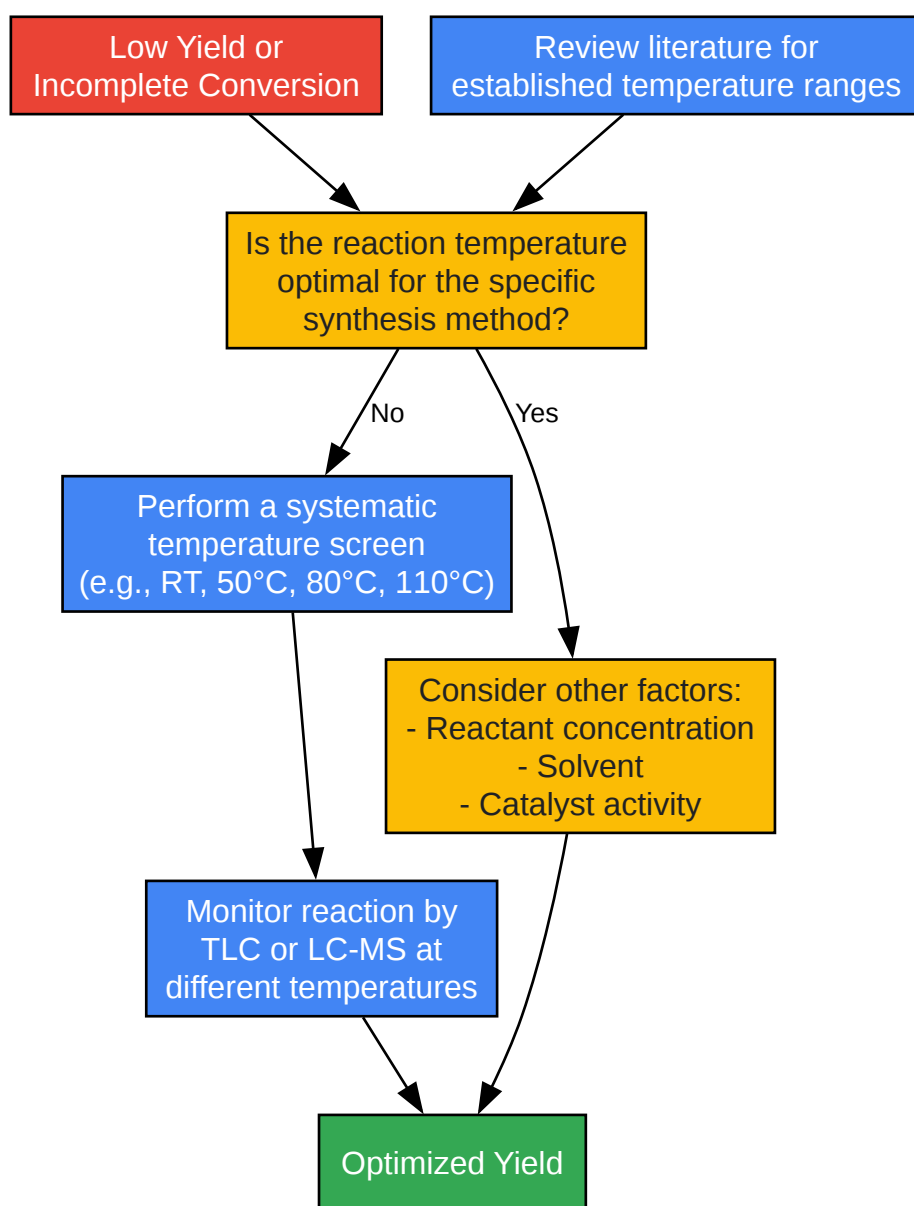 Low Yield or
Incomplete Conversion
Review literature for
established temperature ranges
Is the reaction temperature
optimal for the specific
synthesis method?
No
Yes
Perform a systematic
temperature screen
(e.g., RT, 50°C, 80°C, 110°C)
Consider other factors:
- Reactant concentration
- Solvent
- Catalyst activity
Monitor reaction by
TLC or LC-MS at
different temperatures
Optimized Yield